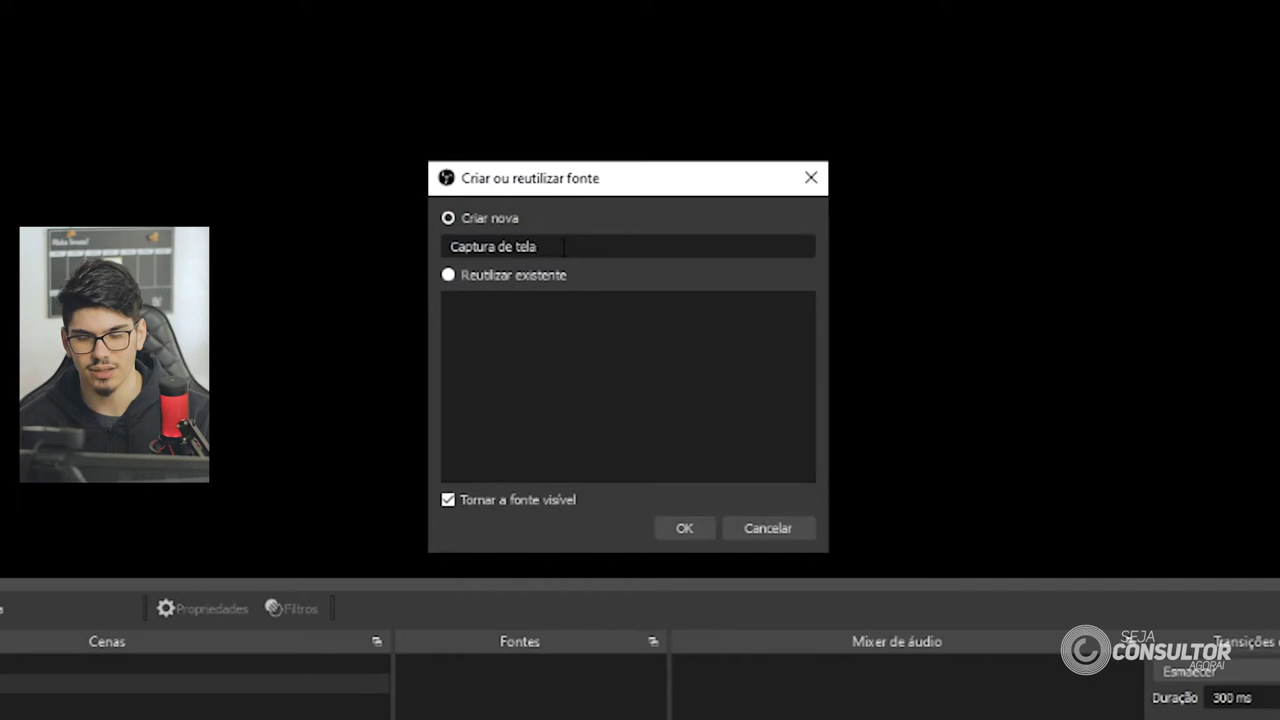 Criar ou reutilizar fonte
Criar nova
Captura de tela
Reutilizar existente
Tornar a fonte visível
OK
Cancelar
Propriedades
Filtros
Cenas
Fontes
Mixer de áudio
Transições
Esmaecer
Duração
300 ms
SEJA
CONSULTOR
AGORA!